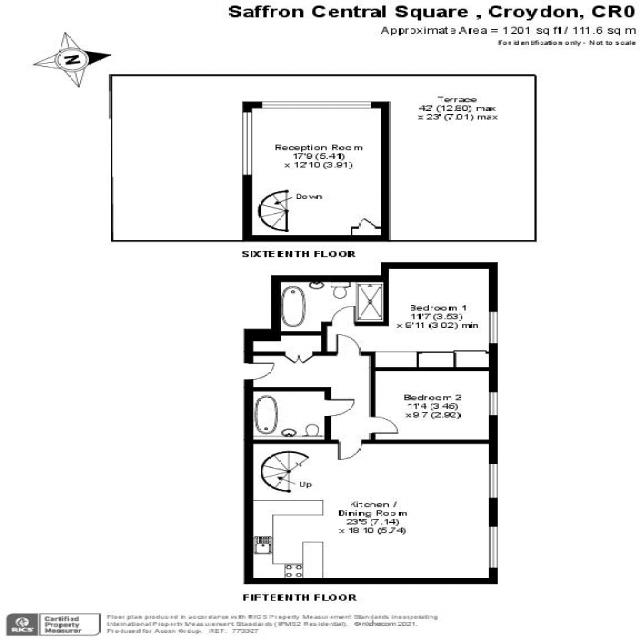 Saffron Central Square , Croydon, CR0
Approximate Area = 1201 sq ft / 111.6 sq m
For identification only - Not to scale
N
Terrace
42' (12.80) max
x 23' (7.01) max
Reception Room
17'9 (5.41)
x 12'10 (3.91)
Down
SIXTEENTH FLOOR
Bedroom 1
11'7 (3.53)
x 9'11 (3.02) min
Bedroom 2
11'4 (3.45)
x 9'7 (2.92)
Up
Kitchen /
Dining Room
23'5 (7.14)
x 18'10 (5.74)
FIFTEENTH FLOOR
RICS
Certified
Property
Measurer
Floor plan produced in accordance with RICS Property Measurement Standards incorporating
International Property Measurement Standards (IPMS2 Residential). ©nichecom 2021.
Produced for Group. REF: